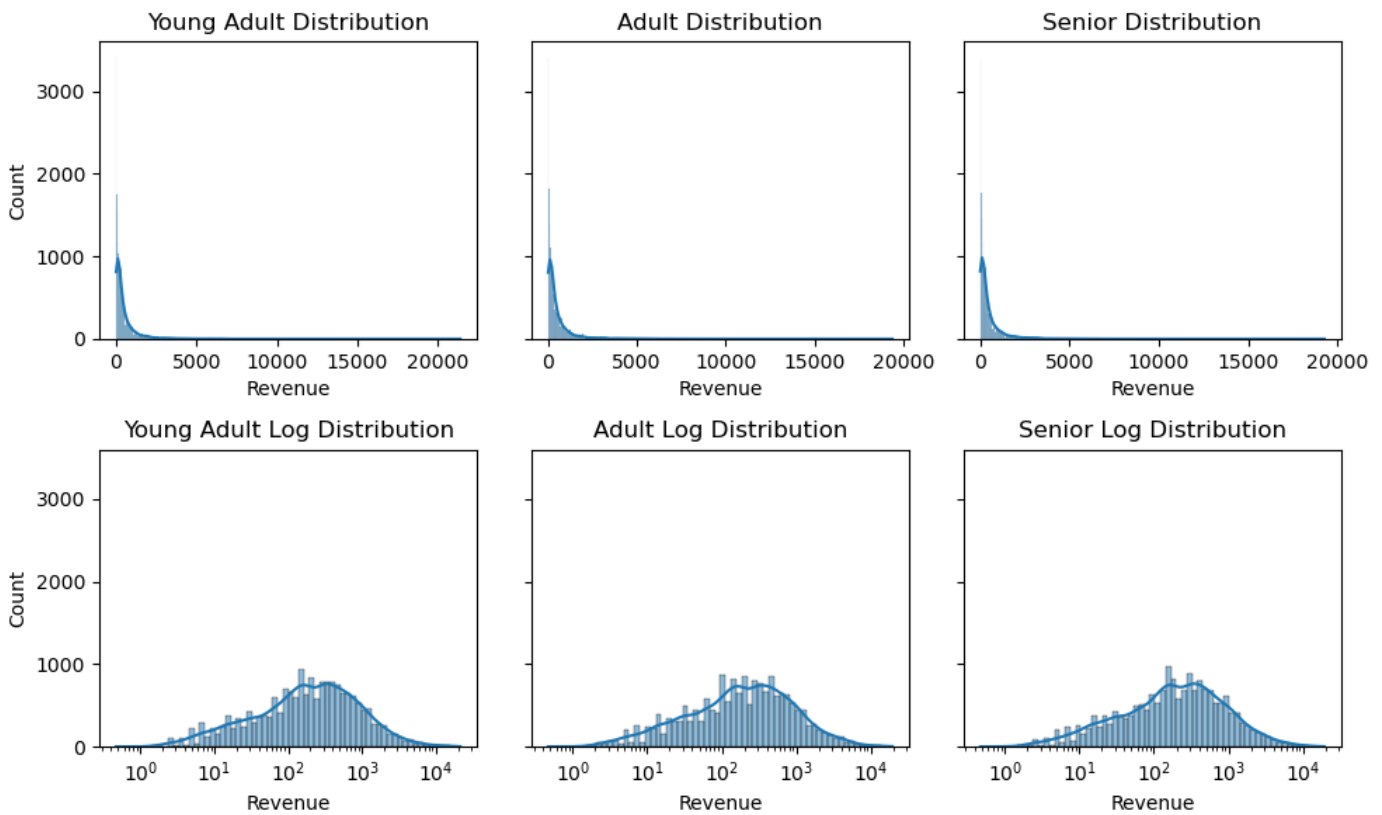 Young Adult Distribution Adult Distribution Senior Distribution
3000
2000
1000
0
Count
0 5000 10000 15000 20000 0 5000 10000 15000 20000 0 5000 10000 15000 20000
Revenue Revenue Revenue
Young Adult Log Distribution Adult Log Distribution Senior Log Distribution
3000
2000
1000
0
Count
10⁰ 10¹ 10² 10³ 10⁴ 10⁰ 10¹ 10² 10³ 10⁴ 10⁰ 10¹ 10² 10³ 10⁴
Revenue Revenue Revenue